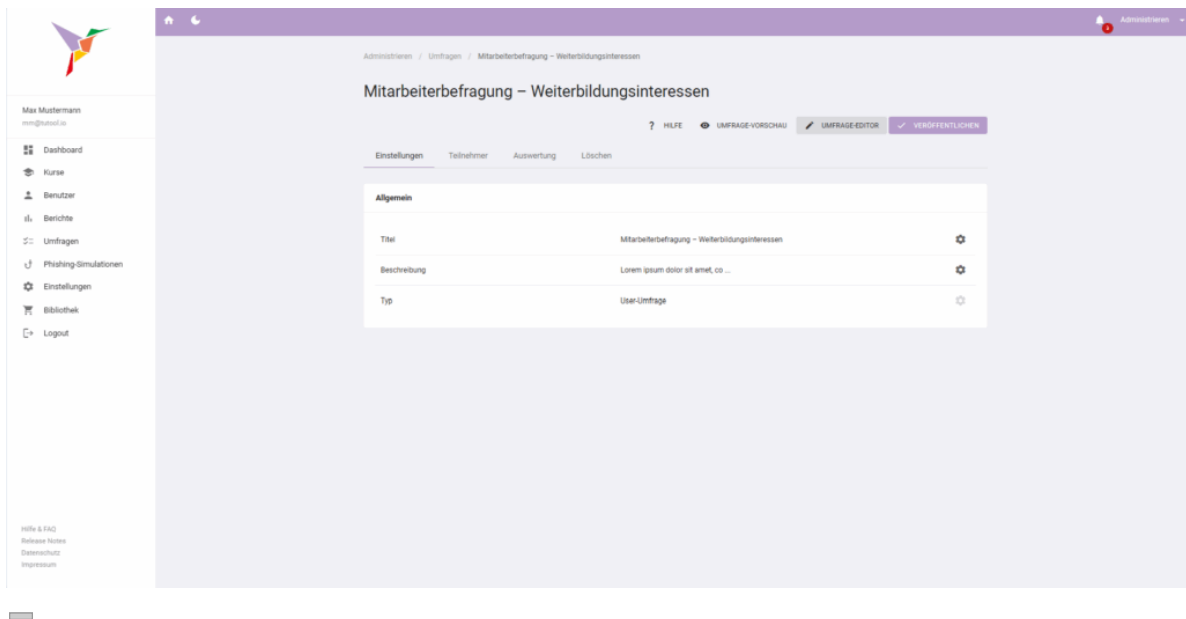 Administrieren
Max Mustermann
mm@tutool.io
Dashboard
Kurse
Benutzer
Berichte
Umfragen
Phishing-Simulationen
Einstellungen
Bibliothek
Logout
Hilfe & FAQ
Release Notes
Datenschutz
Impressum
Administrieren / Umfragen / Mitarbeiterbefragung – Weiterbildungsinteressen
Mitarbeiterbefragung – Weiterbildungsinteressen
? HILFE UMFRAGE-VORSCHAU UMFRAGE-EDITOR VERÖFFENTLICHEN
Einstellungen Teilnehmer Auswertung Löschen
Allgemein
Titel Mitarbeiterbefragung – Weiterbildungsinteressen
Beschreibung Lorem ipsum dolor sit amet, co ...
Typ User-Umfrage